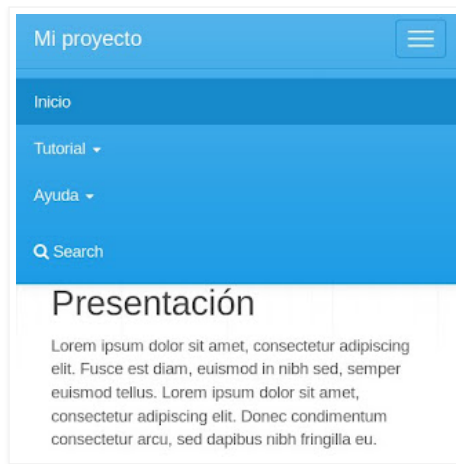 Mi proyecto
Inicio
Tutorial
Ayuda
Search
Presentación
Lorem ipsum dolor sit amet, consectetur adipiscing
elit. Fusce est diam, euismod in nibh sed, semper
euismod tellus. Lorem ipsum dolor sit amet,
consectetur adipiscing elit. Donec condimentum
consectetur arcu, sed dapibus nibh fringilla eu.